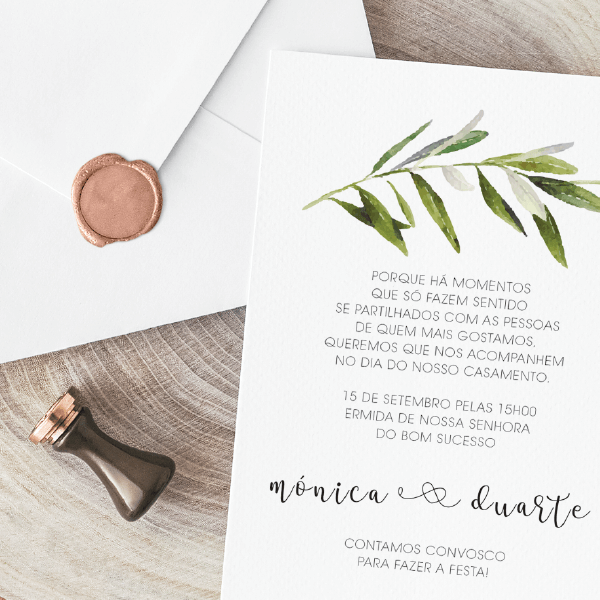 PORQUE HÁ MOMENTOS
QUE SÓ FAZEM SENTIDO
SE PARTILHADOS COM AS PESSOAS
DE QUEM MAIS GOSTAMOS,
QUEREMOS QUE NOS ACOMPANHEM
NO DIA DO NOSSO CASAMENTO.
15 DE SETEMBRO PELAS 15H00
ERMIDA DE NOSSA SENHORA
DO BOM SUCESSO
mónica duarte
CONTAMOS CONVOSCO
PARA FAZER A FESTA!